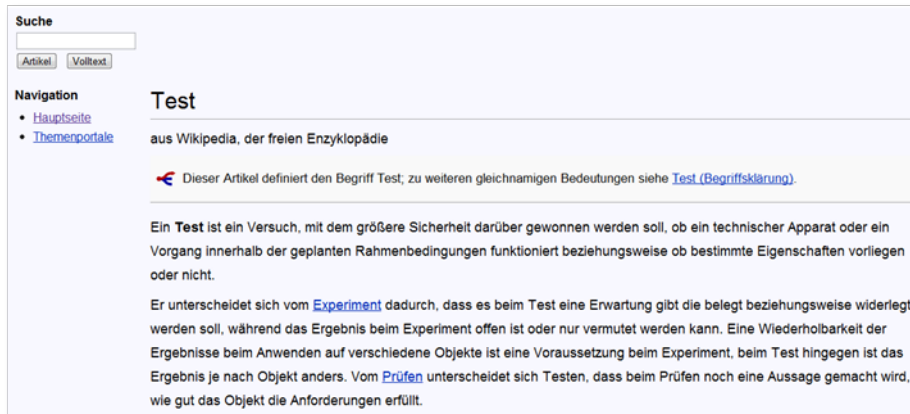 Suche
Artikel Volltext
Navigation
Hauptseite
Themenportale
Test
aus Wikipedia, der freien Enzyklopädie
Dieser Artikel definiert den Begriff Test; zu weiteren gleichnamigen Bedeutungen siehe Test (Begriffsklärung).
Ein Test ist ein Versuch, mit dem größere Sicherheit darüber gewonnen werden soll, ob ein technischer Apparat oder ein
Vorgang innerhalb der geplanten Rahmenbedingungen funktioniert beziehungsweise ob bestimmte Eigenschaften vorliegen
oder nicht.
Er unterscheidet sich vom Experiment dadurch, dass es beim Test eine Erwartung gibt die belegt beziehungsweise widerlegt
werden soll, während das Ergebnis beim Experiment offen ist oder nur vermutet werden kann. Eine Wiederholbarkeit der
Ergebnisse beim Anwenden auf verschiedene Objekte ist eine Voraussetzung beim Experiment, beim Test hingegen ist das
Ergebnis je nach Objekt anders. Vom Prüfen unterscheidet sich Testen, dass beim Prüfen noch eine Aussage gemacht wird,
wie gut das Objekt die Anforderungen erfüllt.